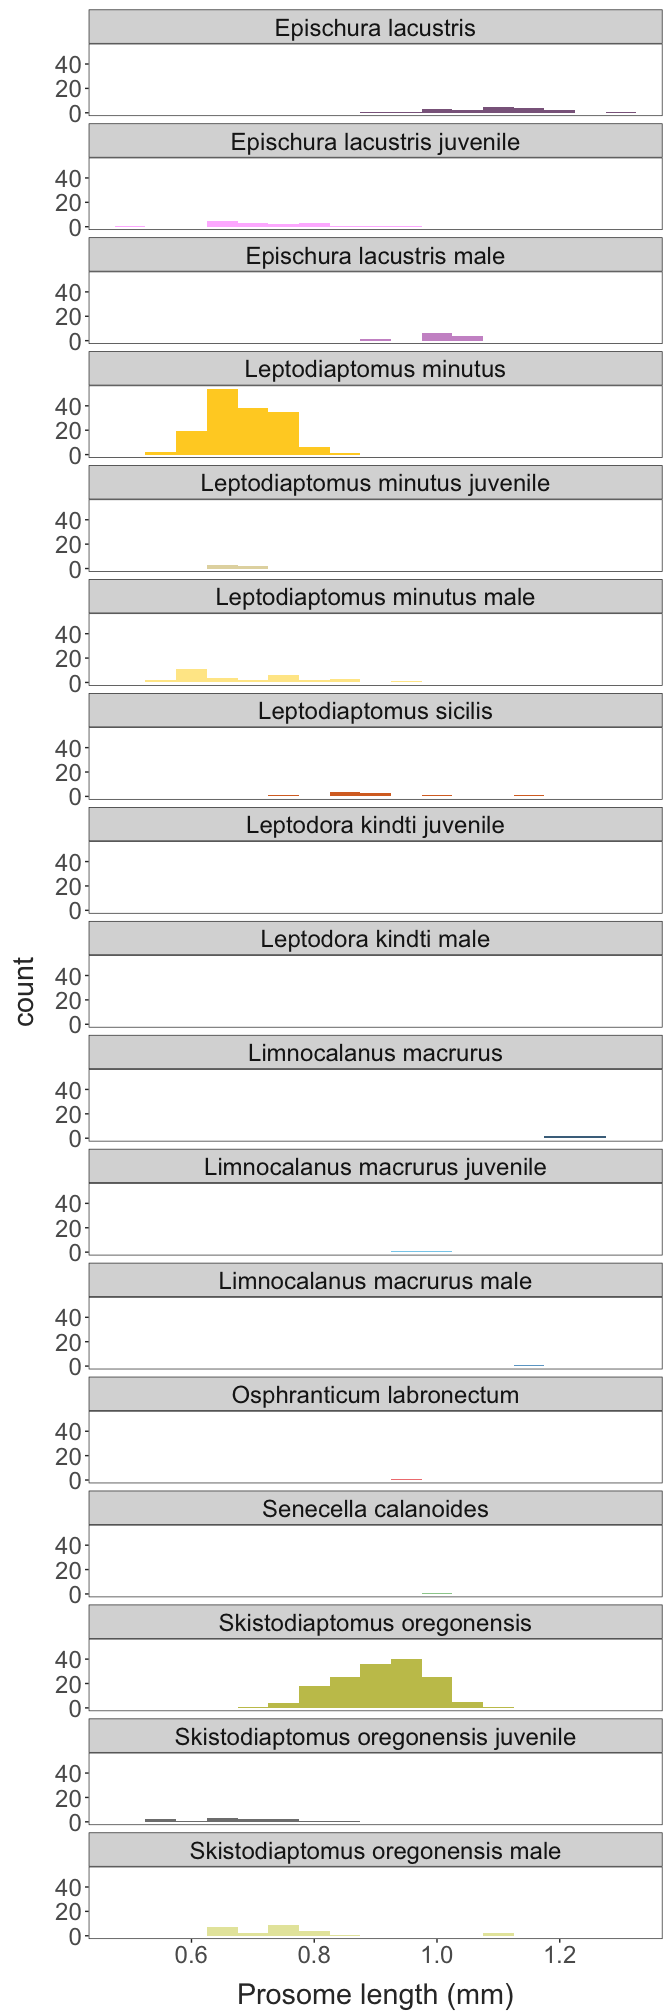 Epischura lacustris
40
20
0
Epischura lacustris juvenile
40
20
0
Epischura lacustris male
40
20
0
Leptodiaptomus minutus
40
20
0
Leptodiaptomus minutus juvenile
40
20
0
Leptodiaptomus minutus male
40
20
0
Leptodiaptomus sicilis
40
20
0
Leptodora kindti juvenile
40
20
0
Leptodora kindti male
40
20
0
count
Limnocalanus macrurus
40
20
0
Limnocalanus macrurus juvenile
40
20
0
Limnocalanus macrurus male
40
20
0
Osphranticum labronectum
40
20
0
Senecella calanoides
40
20
0
Skistodiaptomus oregonensis
40
20
0
Skistodiaptomus oregonensis juvenile
40
20
0
Skistodiaptomus oregonensis male
40
20
0
0.6 0.8 1.0 1.2
Prosome length (mm)